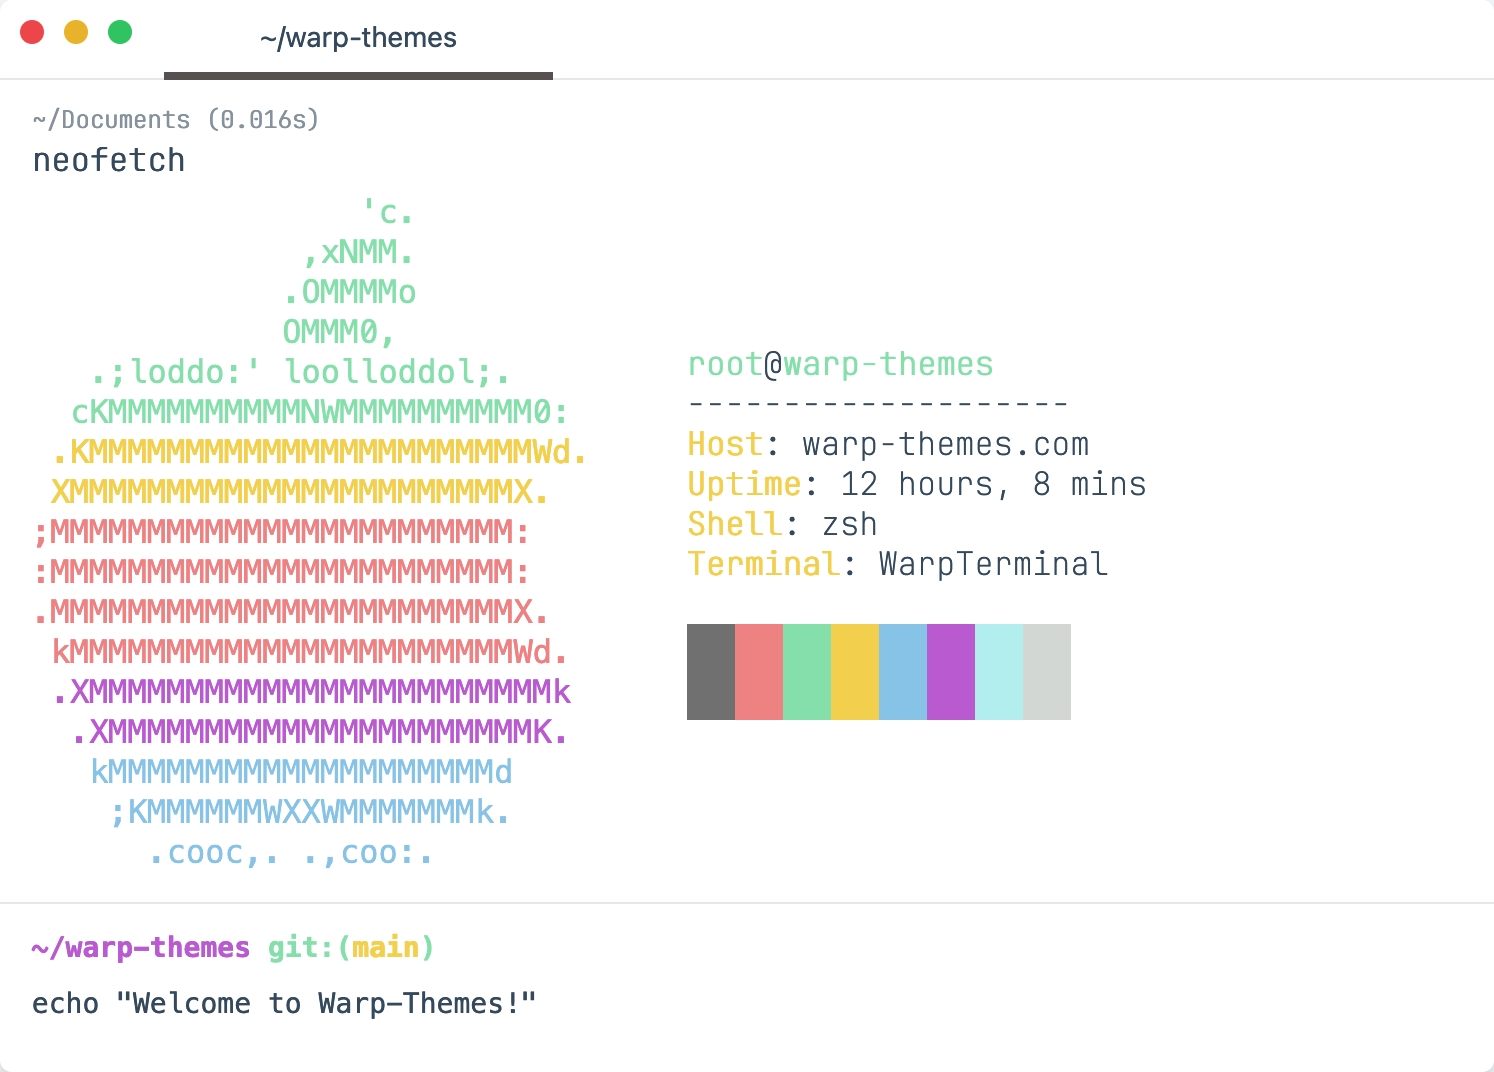 ~/warp-themes
~/Documents (0.016s)
neofetch
'c.
,xNMM.
.OMMMMo
OMMM0,
.;loddo:' loolloddol;.
cKMMMMMMMMMMNWMMMMMMMMMM0:
.KMMMMMMMMMMMMMMMMMMMMMMMWd.
XMMMMMMMMMMMMMMMMMMMMMMMX.
;MMMMMMMMMMMMMMMMMMMMMMMM:
:MMMMMMMMMMMMMMMMMMMMMMMM:
.MMMMMMMMMMMMMMMMMMMMMMMMX.
kMMMMMMMMMMMMMMMMMMMMMMMWd.
.XMMMMMMMMMMMMMMMMMMMMMMMMk
.XMMMMMMMMMMMMMMMMMMMMMMK.
kMMMMMMMMMMMMMMMMMMMMd
;KMMMMMMWXXWMMMMMMMk.
.cooc,. .,coo:.
root@warp-themes
--------------------
Host: warp-themes.com
Uptime: 12 hours, 8 mins
Shell: zsh
Terminal: WarpTerminal
~/warp-themes git:(main)
echo "Welcome to Warp-Themes!"